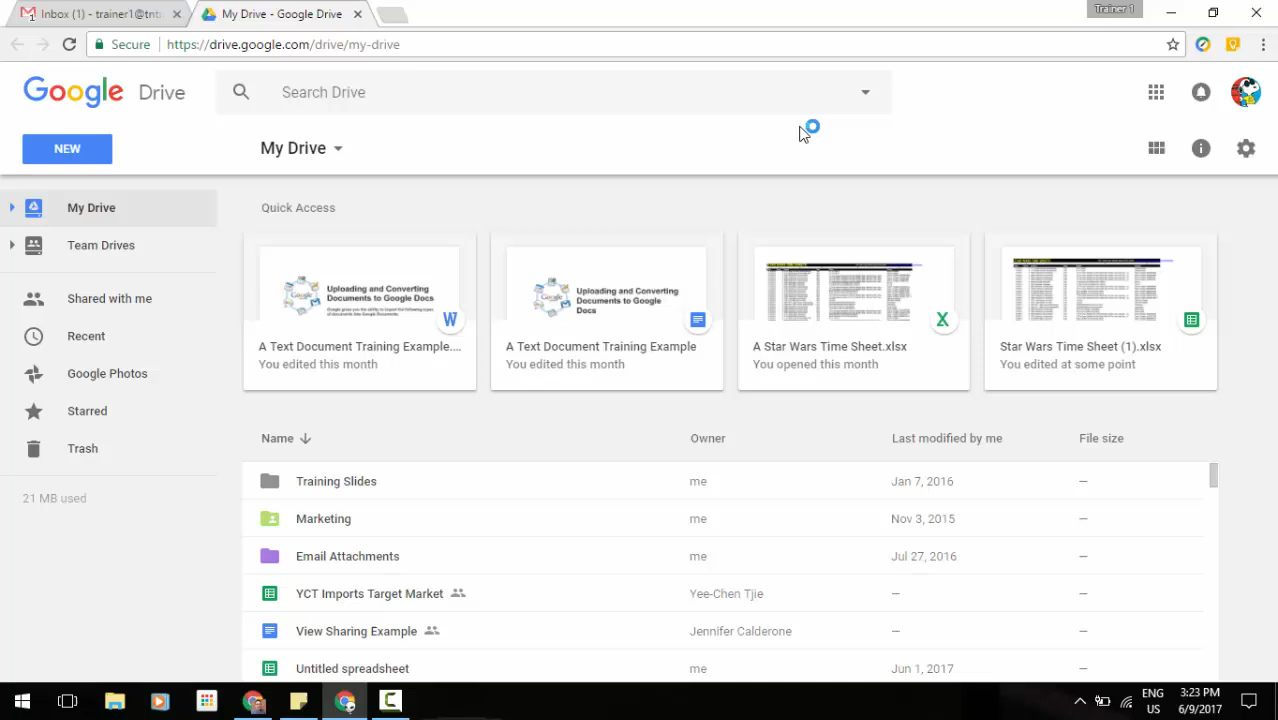 Inbox (1) - trainer1@tntr
My Drive - Google Drive
Trainer 1
Secure
https://drive.google.com/drive/my-drive
Google Drive
Search Drive
NEW
My Drive
My Drive
Team Drives
Shared with me
Recent
Google Photos
Starred
Trash
21 MB used
Quick Access
Uploading and Converting
Documents to Google Docs
W
A Text Document Training Example....
You edited this month
Uploading and Converting
Documents to Google
Docs
A Text Document Training Example
You edited this month
X
A Star Wars Time Sheet.xlsx
You opened this month
Star Wars Time Sheet (1).xlsx
You edited at some point
Name Owner Last modified by me File size
Training Slides me Jan 7, 2016 —
Marketing me Nov 3, 2015 —
Email Attachments me Jul 27, 2016 —
YCT Imports Target Market Yee-Chen Tjie — —
View Sharing Example Jennifer Calderone — —
Untitled spreadsheet me Jun 1, 2017 —
ENG
US
3:23 PM
6/9/2017